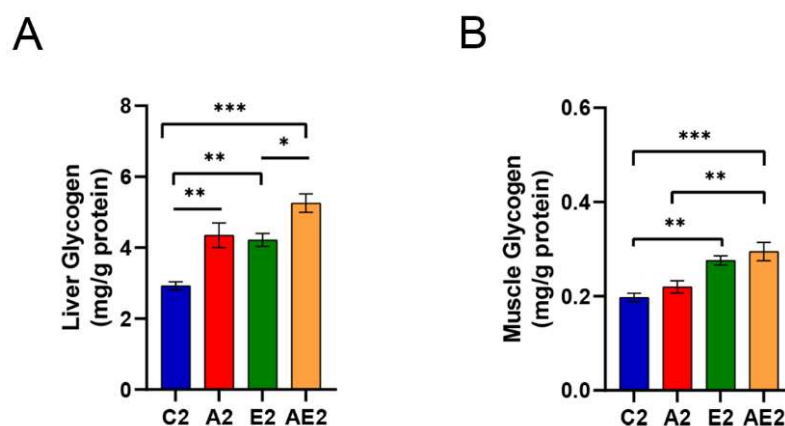 A
Liver Glycogen
(mg/g protein)
8
6
4
2
0
***
**
*
**
C2 A2 E2 AE2
B
Muscle Glycogen
(mg/g protein)
0.6
0.4
0.2
0.0
***
**
**
C2 A2 E2 AE2